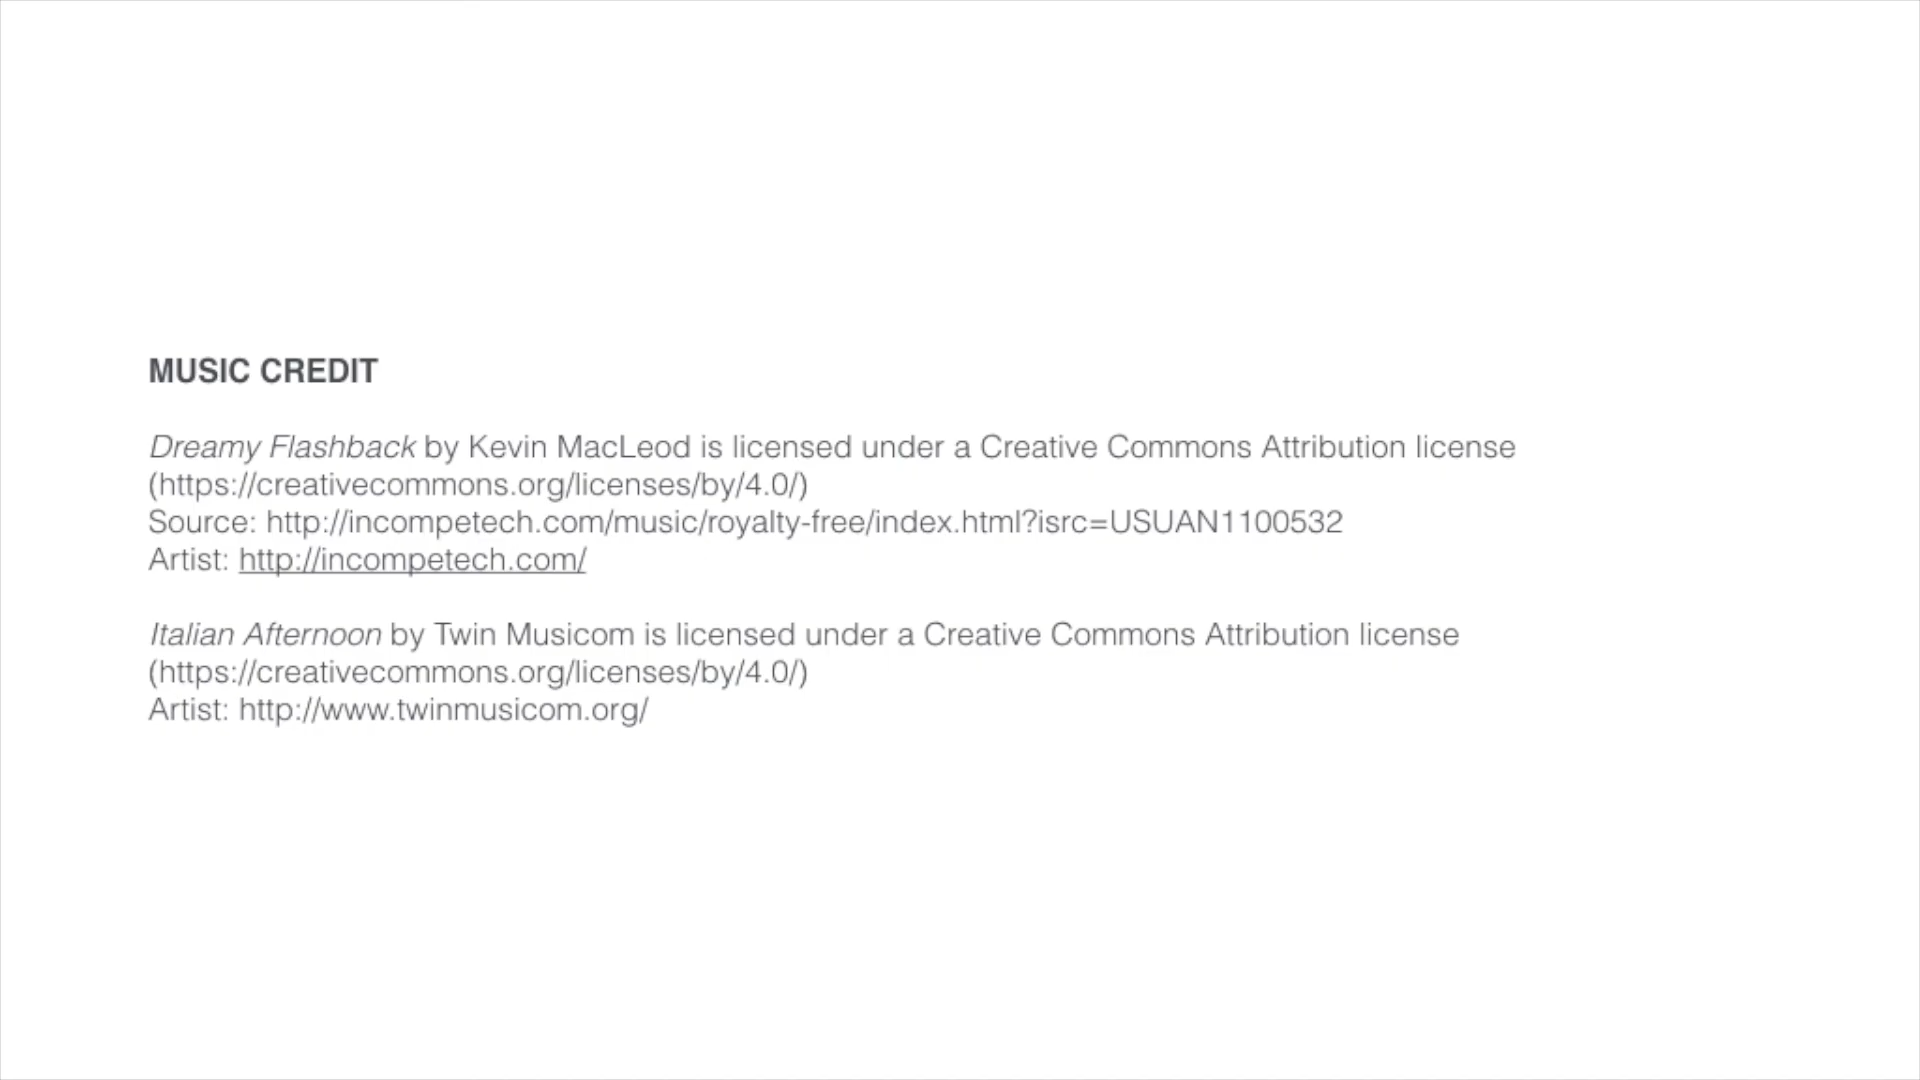 MUSIC CREDIT
Dreamy Flashback by Kevin MacLeod is licensed under a Creative Commons Attribution license
(https://creativecommons.org/licenses/by/4.0/)
Source: http://incompetech.com/music/royalty-free/index.html?isrc=USUAN1100532
Artist: http://incompetech.com/
Italian Afternoon by Twin Musicom is licensed under a Creative Commons Attribution license
(https://creativecommons.org/licenses/by/4.0/)
Artist: http://www.twinmusicom.org/